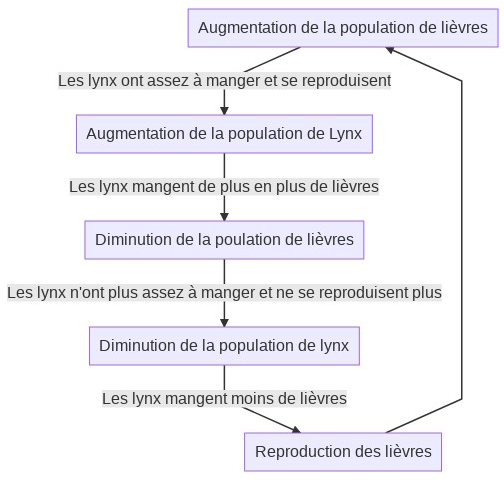 Augmentation de la population de lièvres
Les lynx ont assez à manger et se reproduisent
Augmentation de la population de Lynx
Les lynx mangent de plus en plus de lièvres
Diminution de la poulation de lièvres
Les lynx n'ont plus assez à manger et ne se reproduisent plus
Diminution de la population de lynx
Les lynx mangent moins de lièvres
Reproduction des lièvres